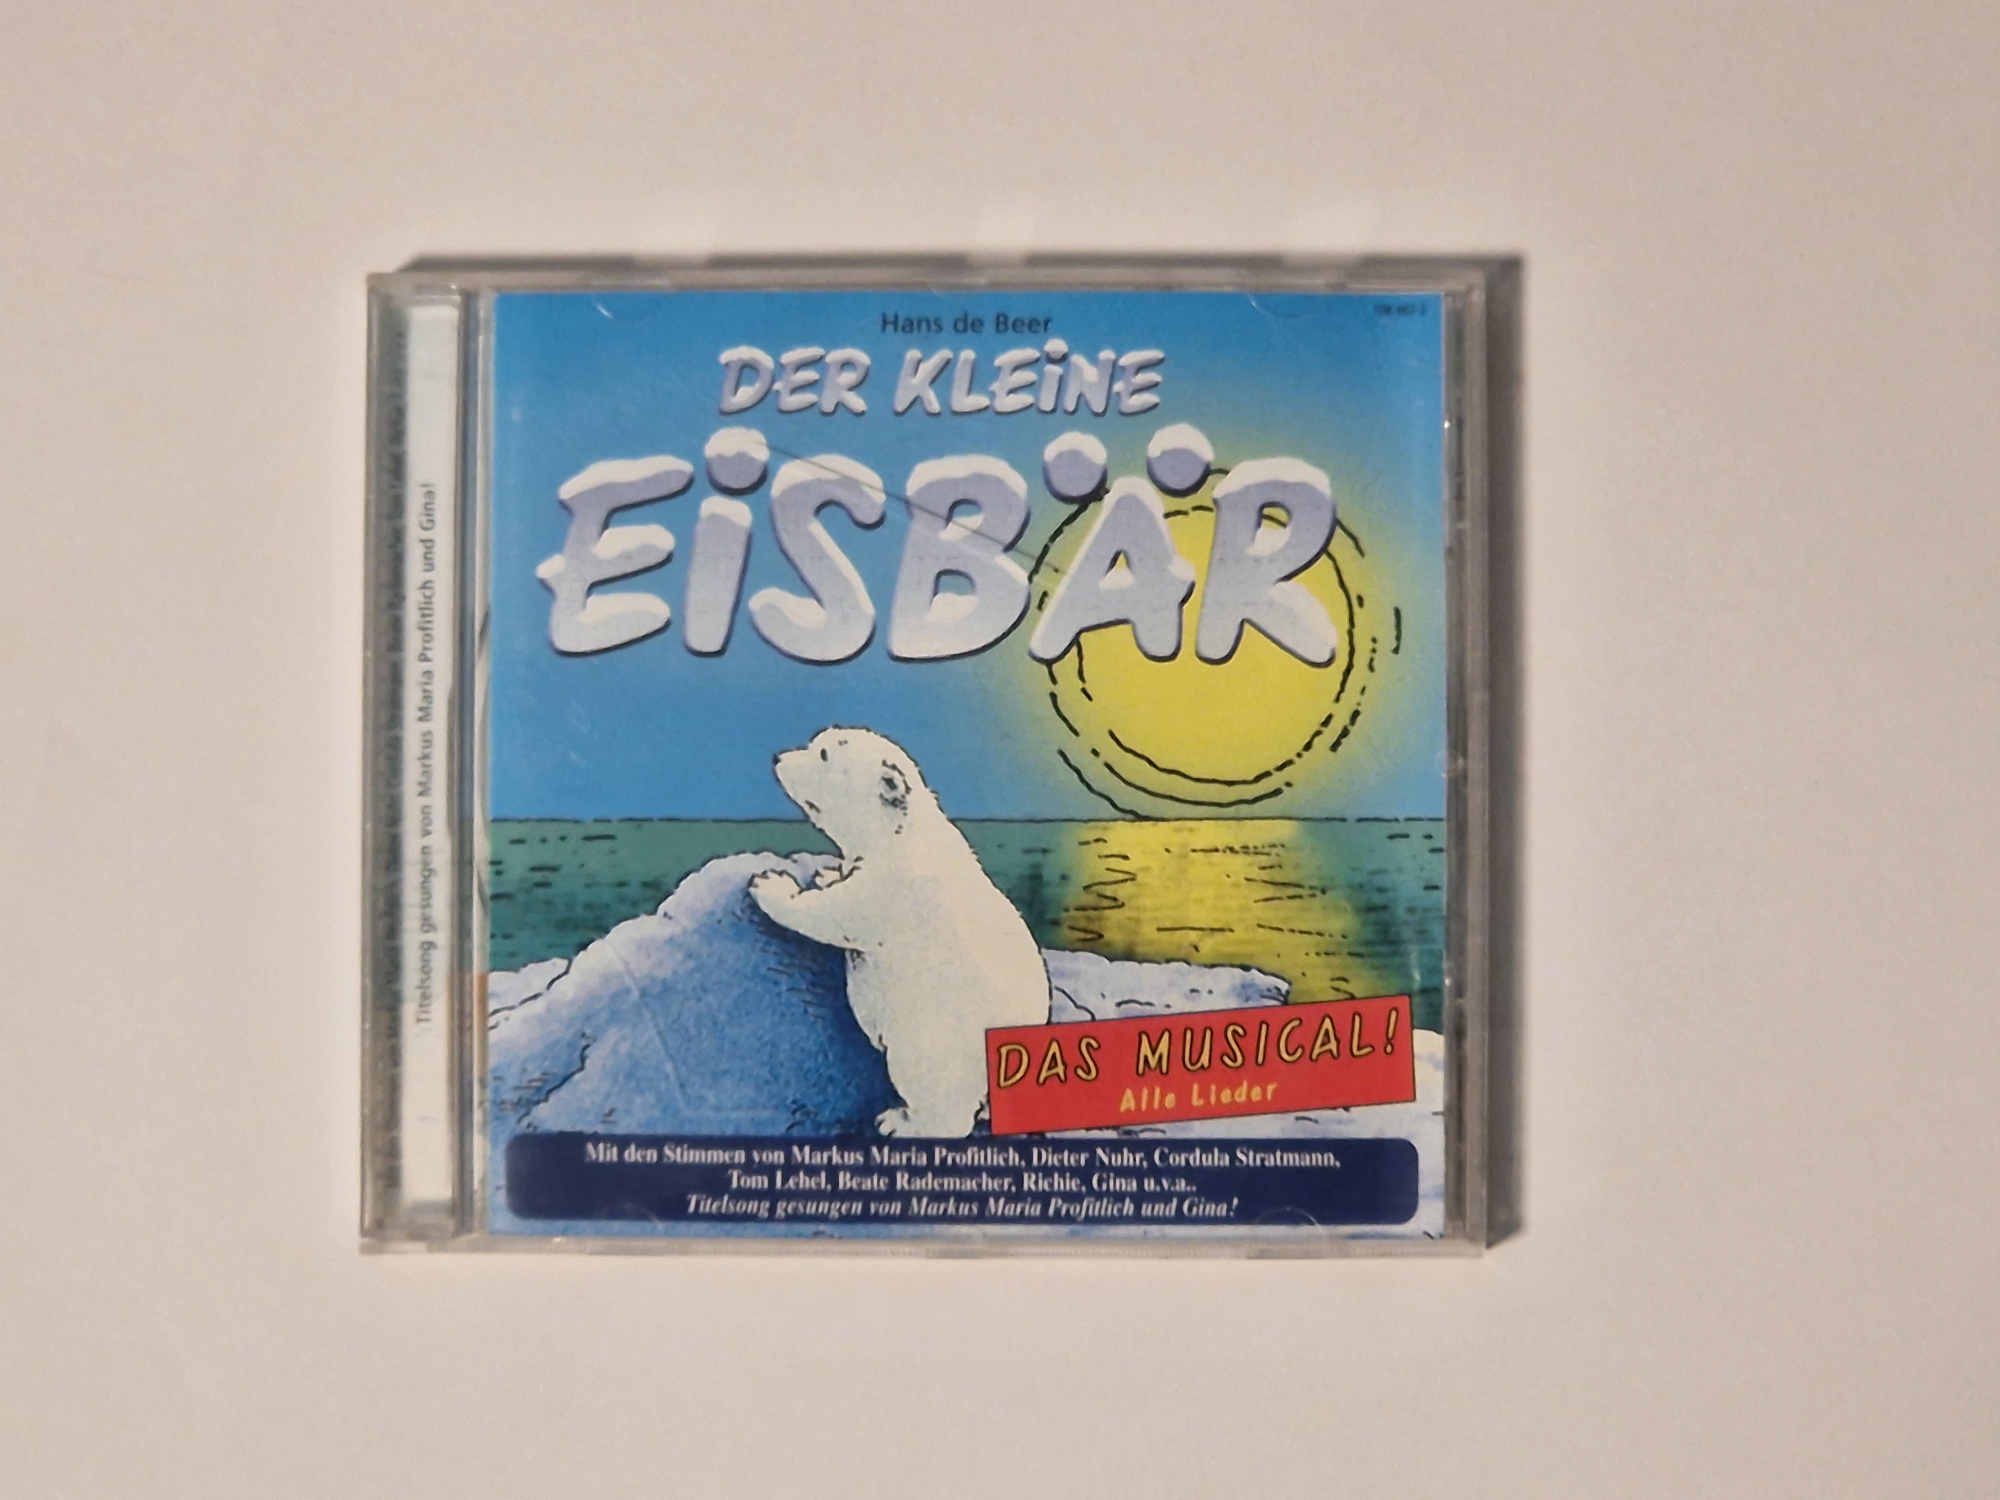 Hans de Beer
DER KLEINE
EISBÄR
DAS MUSICAL!
Alle Lieder
Mit den Stimmen von Markus Maria Profitlich, Dieter Nuhr, Cordula Stratmann,
Tom Lehel, Beate Rademacher, Richie, Gina u.v.a..
Titelsong gesungen von Markus Maria Profitlich und Gina!
Titelsong gesungen von Markus Maria Profitlich und Gina!